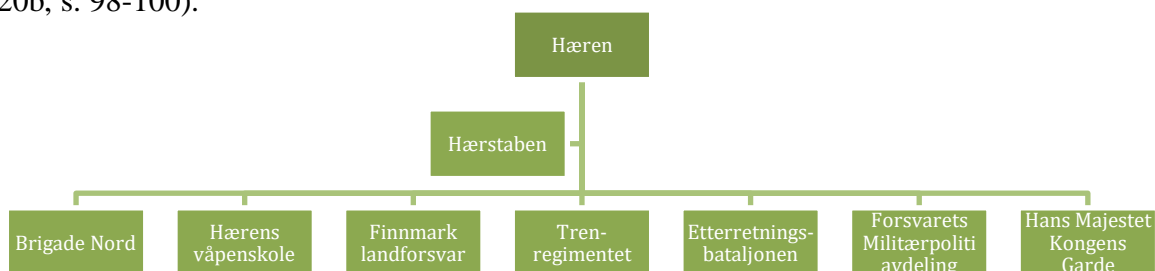 20b, s. 98-100).
Hæren
Hærstaben
Brigade Nord
Hærens
våpenskole
Finnmark
landforsvar
Tren-
regimentet
Etterretnings-
bataljonen
Forsvarets
Militærpoliti
avdeling
Hans Majestet
Kongens
Garde